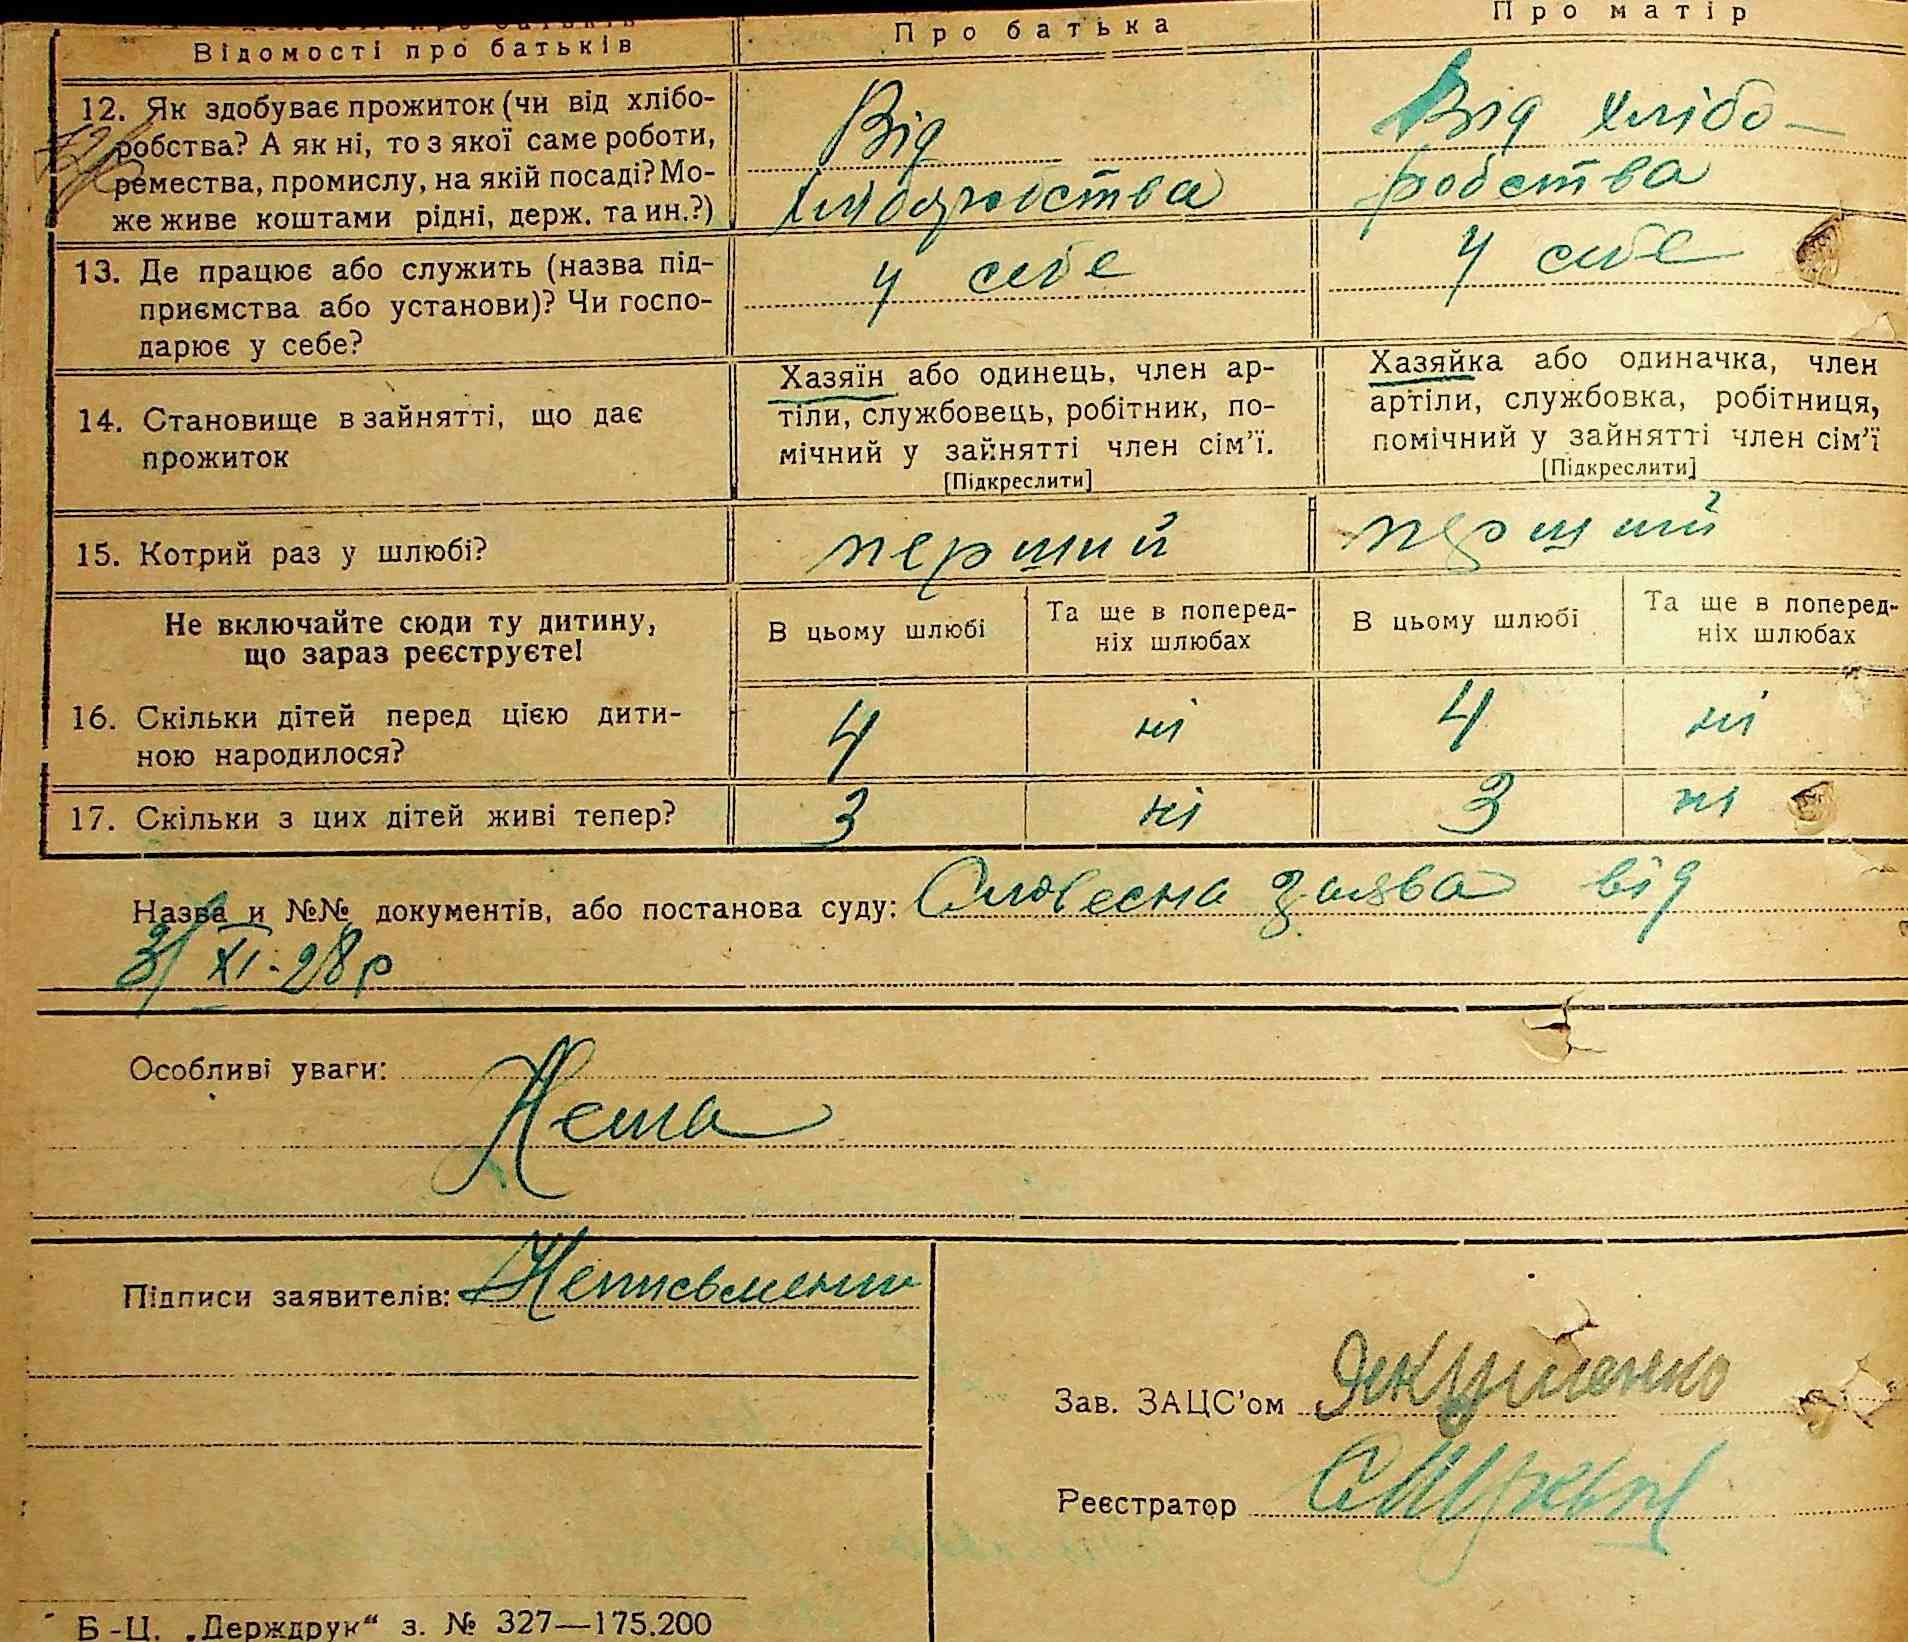 Відомості про батьків
Про батька
Про матір
12. Як здобуває прожиток (чи від хлібо-
робства? А як ні, то з якої саме роботи,
ремества, промислу, на якій посаді? Мо-
же живе коштами рідні, держ. та ин.?)
Від
хліборобства
Від хлібо-
робства
13. Де працює або служить (назва під-
приємства або установи)? Чи госпо-
дарює у себе?
у себе
у себе
14. Становище в зайнятті, що дає
прожиток
Хазяїн або одинець, член ар-
тіли, службовець, робітник, по-
мічний у зайнятті член сім'ї.
[Підкреслити]
Хазяйка або одиначка, член
артіли, службовка, робітниця,
помічний у зайнятті член сім'ї
[Підкреслити]
15. Котрий раз у шлюбі?
перший
перший
Не включайте сюди ту дитину,
що зараз реєструєте!
В цьому шлюбі
Та ще в поперед-
ніх шлюбах
В цьому шлюбі
Та ще в поперед-
ніх шлюбах
16. Скільки дітей перед цією дити-
ною народилося?
4
ні
4
ні
17. Скільки з цих дітей живі тепер?
3
ні
3
ні
Назва и №№ документів, або постанова суду: Словесна заява від
3/XI-28р
Особливі уваги:
Нема
Підписи заявителів: Неписьменні
Зав. ЗАЦС'ом Якименко
Реєстратор
Б-Ц. „Держдрук“ з. № 327—175.200